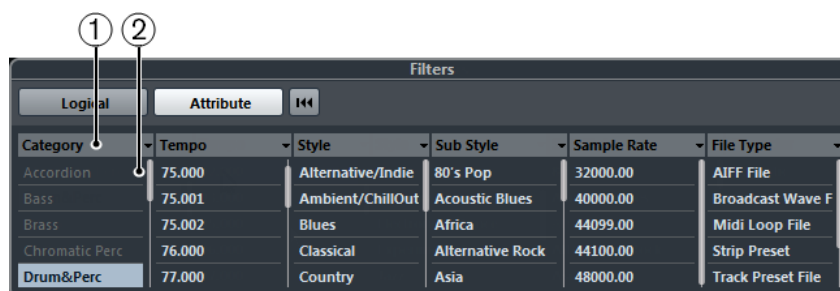 1 2
Filters
Logical Attribute
Category Tempo Style Sub Style Sample Rate File Type
Accordion 75.000 Alternative/Indie 80's Pop 32000.00 AIFF File
Bass 75.001 Ambient/ChillOut Acoustic Blues 40000.00 Broadcast Wave F
Brass 75.002 Blues Africa 44099.00 Midi Loop File
Chromatic Perc 76.000 Classical Alternative Rock 44100.00 Strip Preset
Drum&Perc 77.000 Country Asia 48000.00 Track Preset File